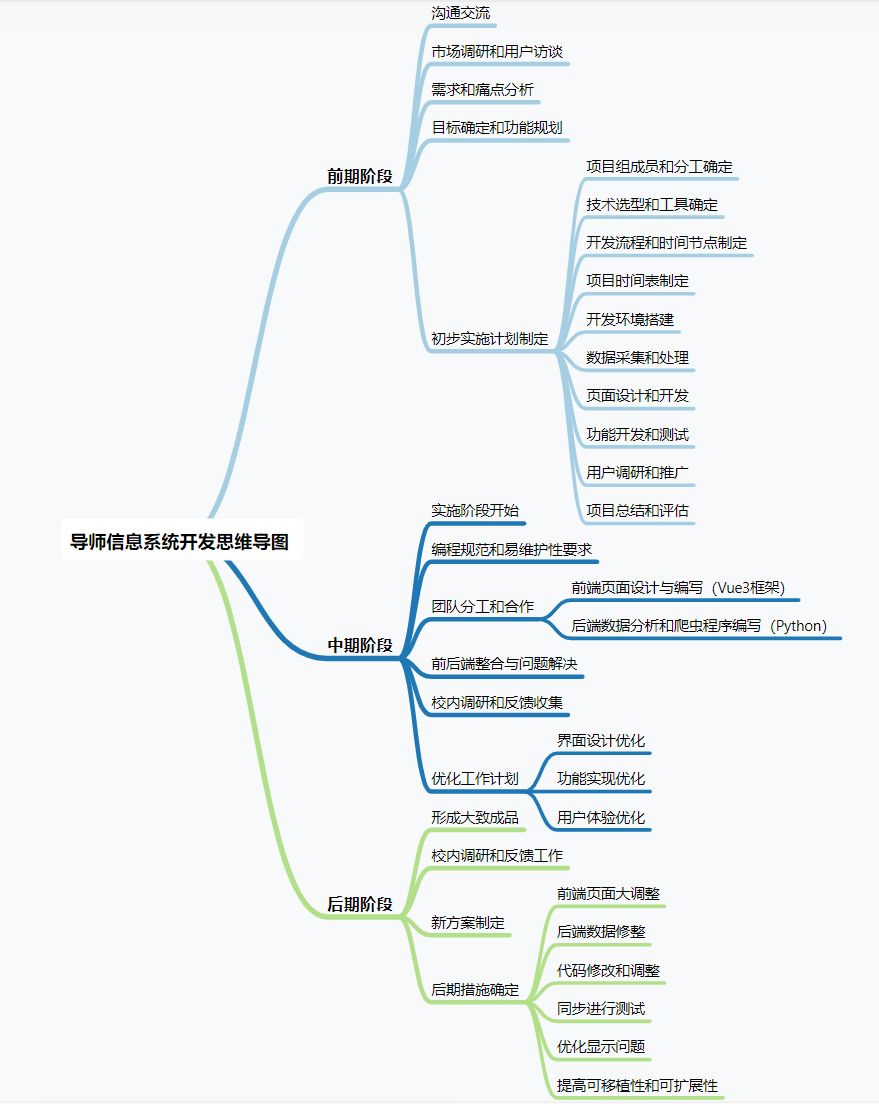 导师信息系统开发思维导图
前期阶段
沟通交流
市场调研和用户访谈
需求和痛点分析
目标确定和功能规划
初步实施计划制定
项目组成员和分工确定
技术选型和工具确定
开发流程和时间节点制定
项目时间表制定
开发环境搭建
数据采集和处理
页面设计和开发
功能开发和测试
用户调研和推广
项目总结和评估
中期阶段
实施阶段开始
编程规范和易维护性要求
团队分工和合作
前端页面设计与编写（Vue3框架）
后端数据分析和爬虫程序编写（Python）
前后端整合与问题解决
校内调研和反馈收集
优化工作计划
界面设计优化
功能实现优化
用户体验优化
后期阶段
形成大致成品
校内调研和反馈工作
新方案制定
后期措施确定
前端页面大调整
后端数据修整
代码修改和调整
同步进行测试
优化显示问题
提高可移植性和可扩展性